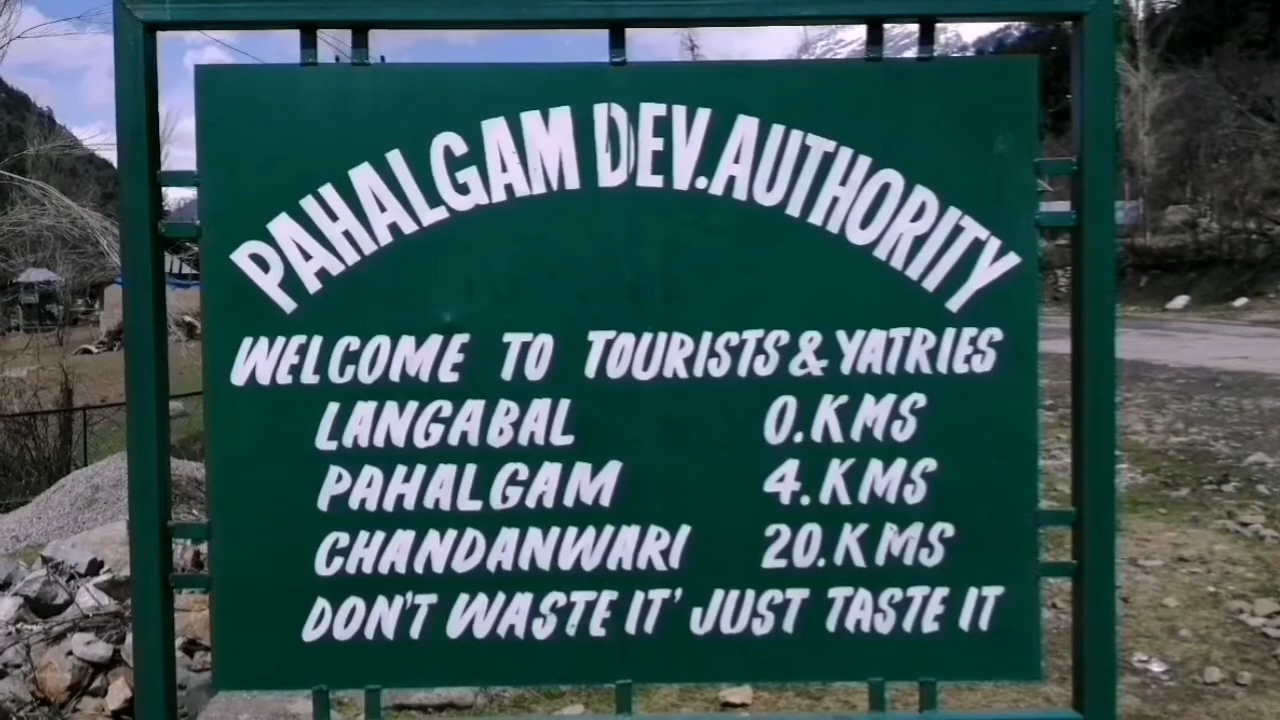 PAHALGAM DEV.AUTHORITY
WELCOME TO TOURISTS & YATRIES
LANGABAL 0.KMS
PAHALGAM 4.KMS
CHANDANWARI 20.KMS
DON'T WASTE IT' JUST TASTE IT